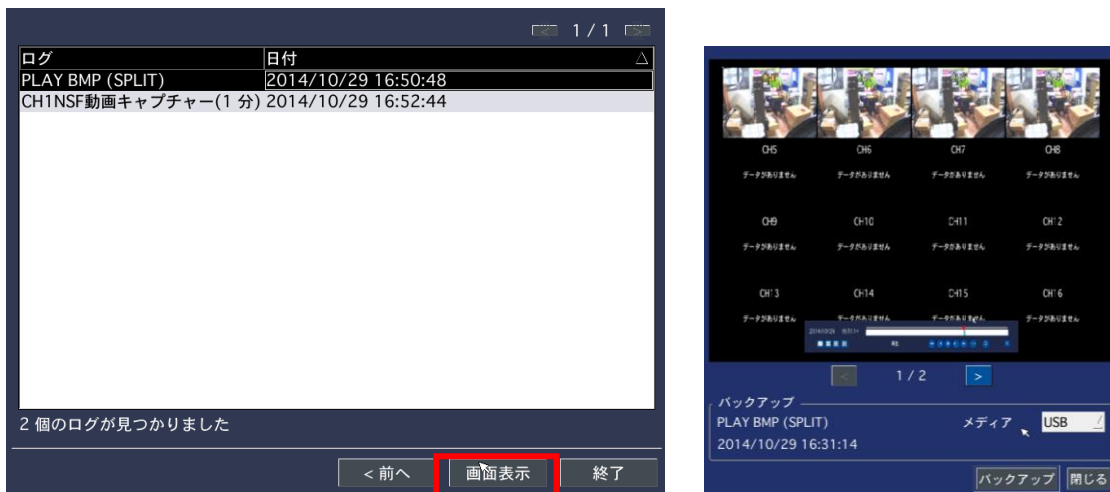 < 1 / 1 >
ログ 日付 △
PLAY BMP (SPLIT) 2014/10/29 16:50:48
CH1NSF動画キャプチャー(1 分) 2014/10/29 16:52:44
2 個のログが見つかりました
< 前へ 画面表示 終了
CH5 CH6 CH7 CH8
データがありません データがありません データがありません データがありません
CH9 CH10 CH11 CH12
データがありません データがありません データがありません データがありません
CH13 CH14 CH15 CH16
データがありません データがありません データがありません データがありません
< 1 / 2 >
バックアップ
PLAY BMP (SPLIT) メディア USB
2014/10/29 16:31:14
バックアップ 閉じる